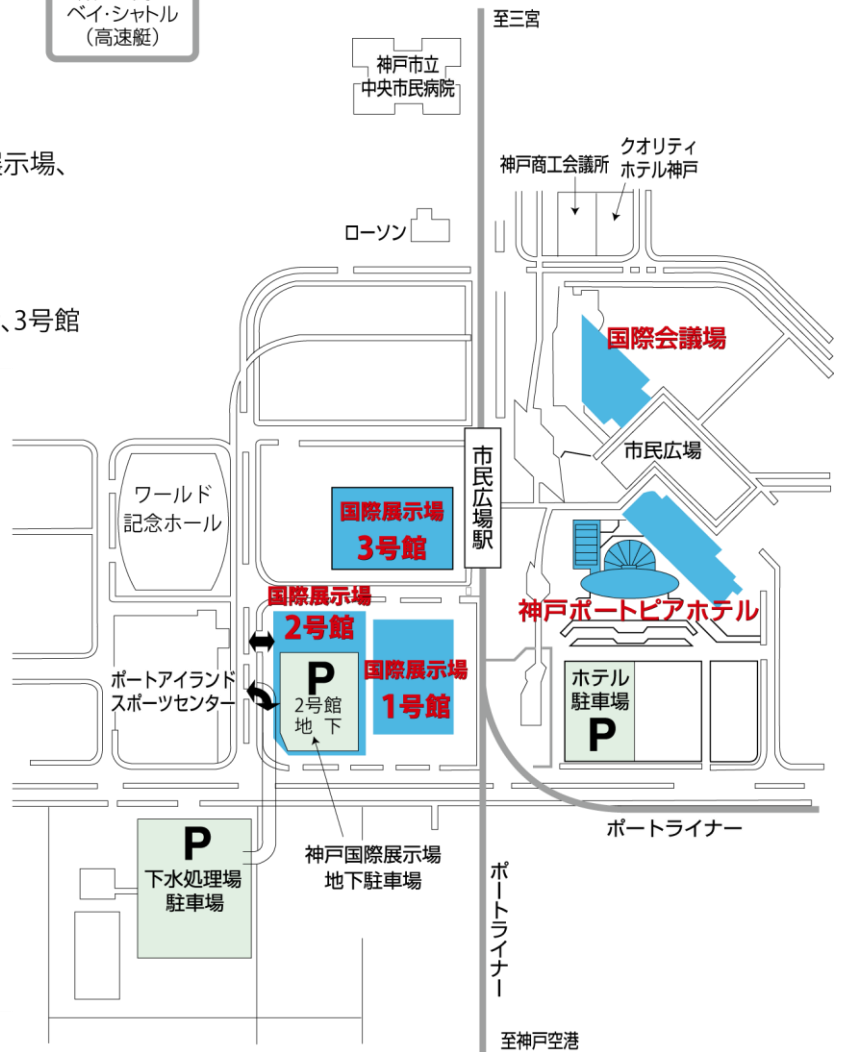 ベイ・シャトル
（高速艇）
至三宮
神戸市立
中央市民病院
展示場、
神戸商工会議所
クオリティ
ホテル神戸
ローソン
、3号館
国際会議場
市民広場
市民広場駅
ワールド
記念ホール
国際展示場
3号館
国際展示場
2号館
神戸ポートピアホテル
国際展示場
1号館
P
2号館
地 下
ポートアイランド
スポーツセンター
ホテル
駐車場
P
ポートライナー
P
下水処理場
駐車場
神戸国際展示場
地下駐車場
ポートライナー
至神戸空港